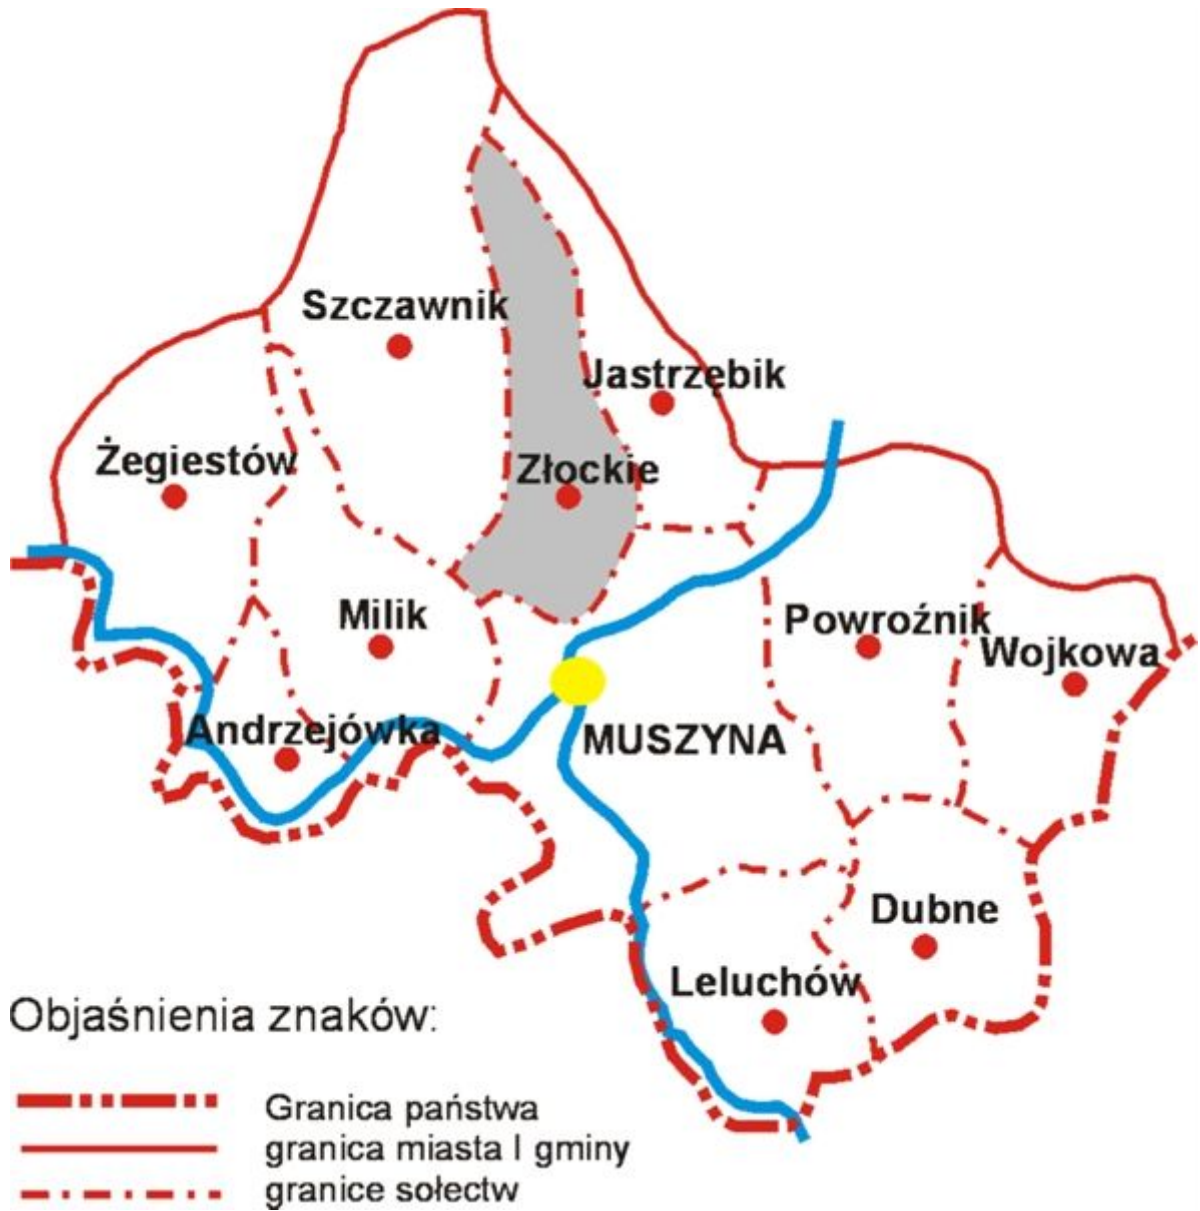 Szczawnik
Jastrzębik
Żegiestów
Złockie
Milik
Powroźnik
Wojkowa
Andrzejówka
MUSZYNA
Dubne
Leluchów
Objaśnienia znaków:
Granica państwa
granica miasta I gminy
granice sołectw